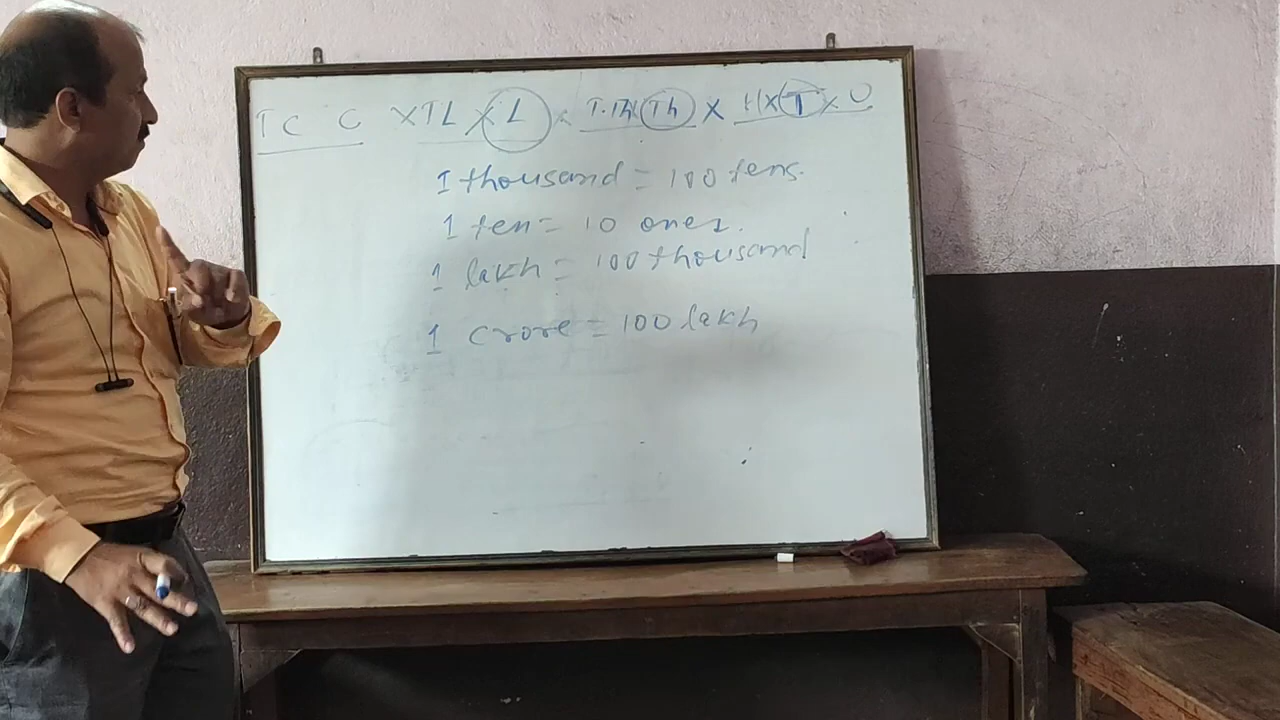 TC C × TL × L × T.Th × Th × H × T × O
1 thousand = 100 tens.
1 ten = 10 ones.
1 lakh = 100 thousand
1 crore = 100 lakh